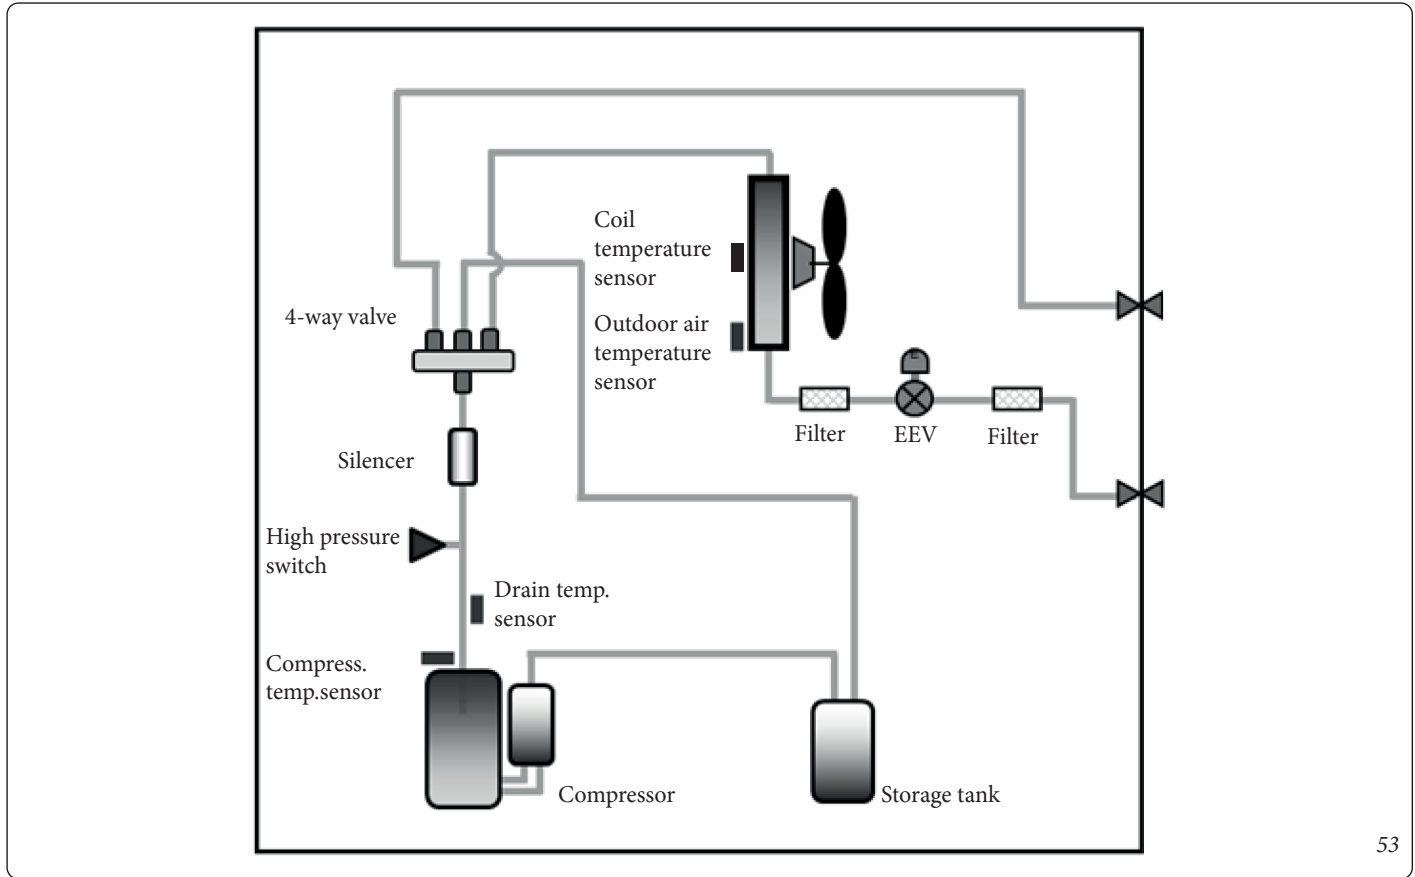 Coil
temperature
sensor
4-way valve
Outdoor air
temperature
sensor
E
Filter
EEV
Filter
Silencer
High pressure
switch
Drain temp.
sensor
Compress.
temp.sensor
Compressor
Storage tank
53